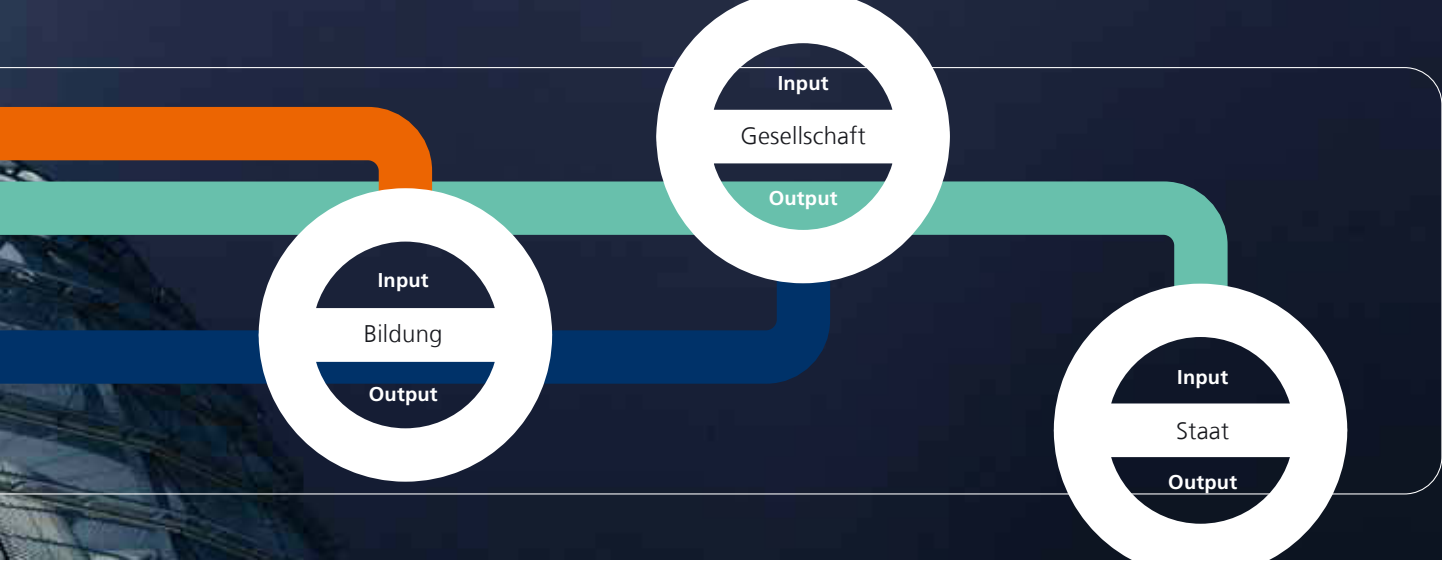 Input
Bildung
Output
Input
Gesellschaft
Output
Input
Staat
Output